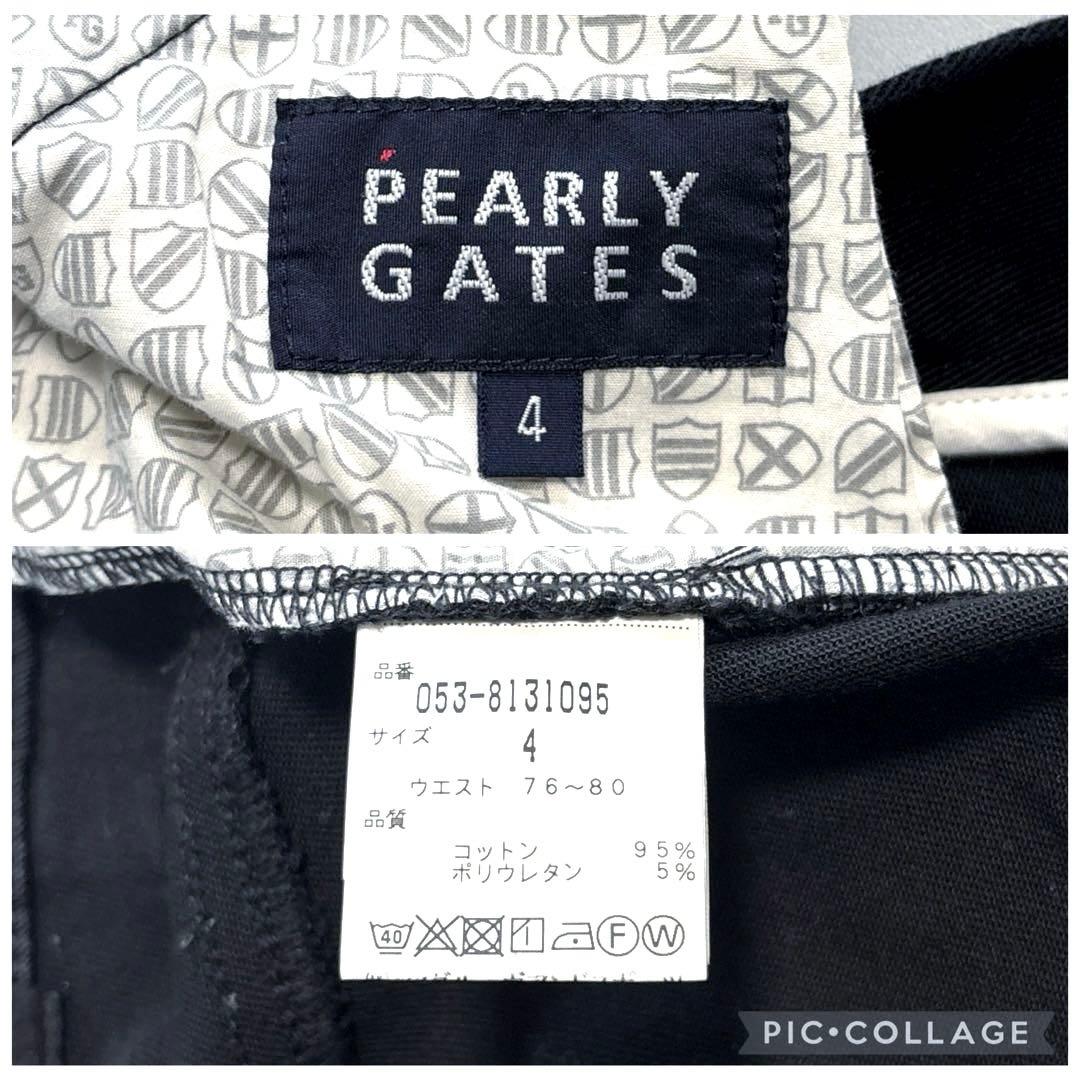 PEARLY
GATES
4
品番
053-8131095
サイズ
4
ウエスト 76〜80
品質
コットン 95%
ポリウレタン 5%
40
F
W
PIC•COLLAGE